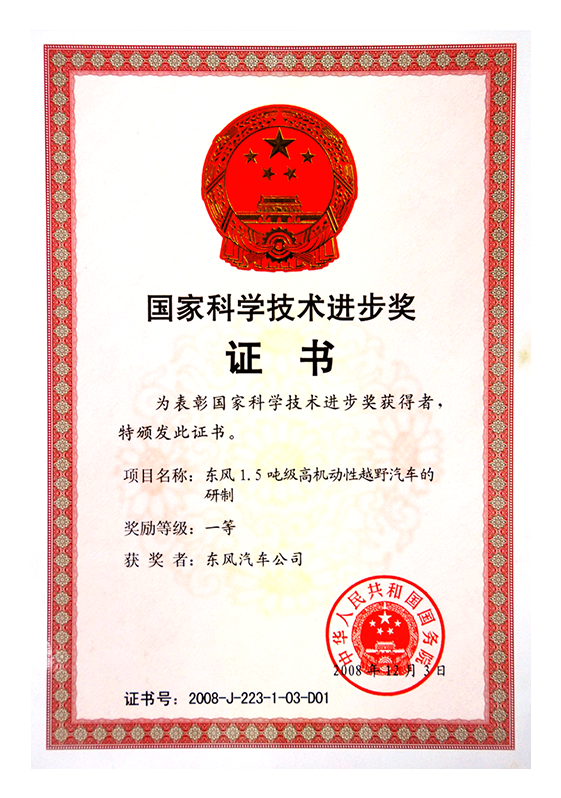 国家科学技术进步奖
证 书
为表彰国家科学技术进步奖获得者，
特颁发此证书。
项目名称：东风1.5吨级高机动性越野汽车的
研制
奖励等级：一等
获 奖 者：东风汽车公司
中华人民共和国国务院
2008 年 12 月 3 日
证书号：2008-J-223-1-03-D01